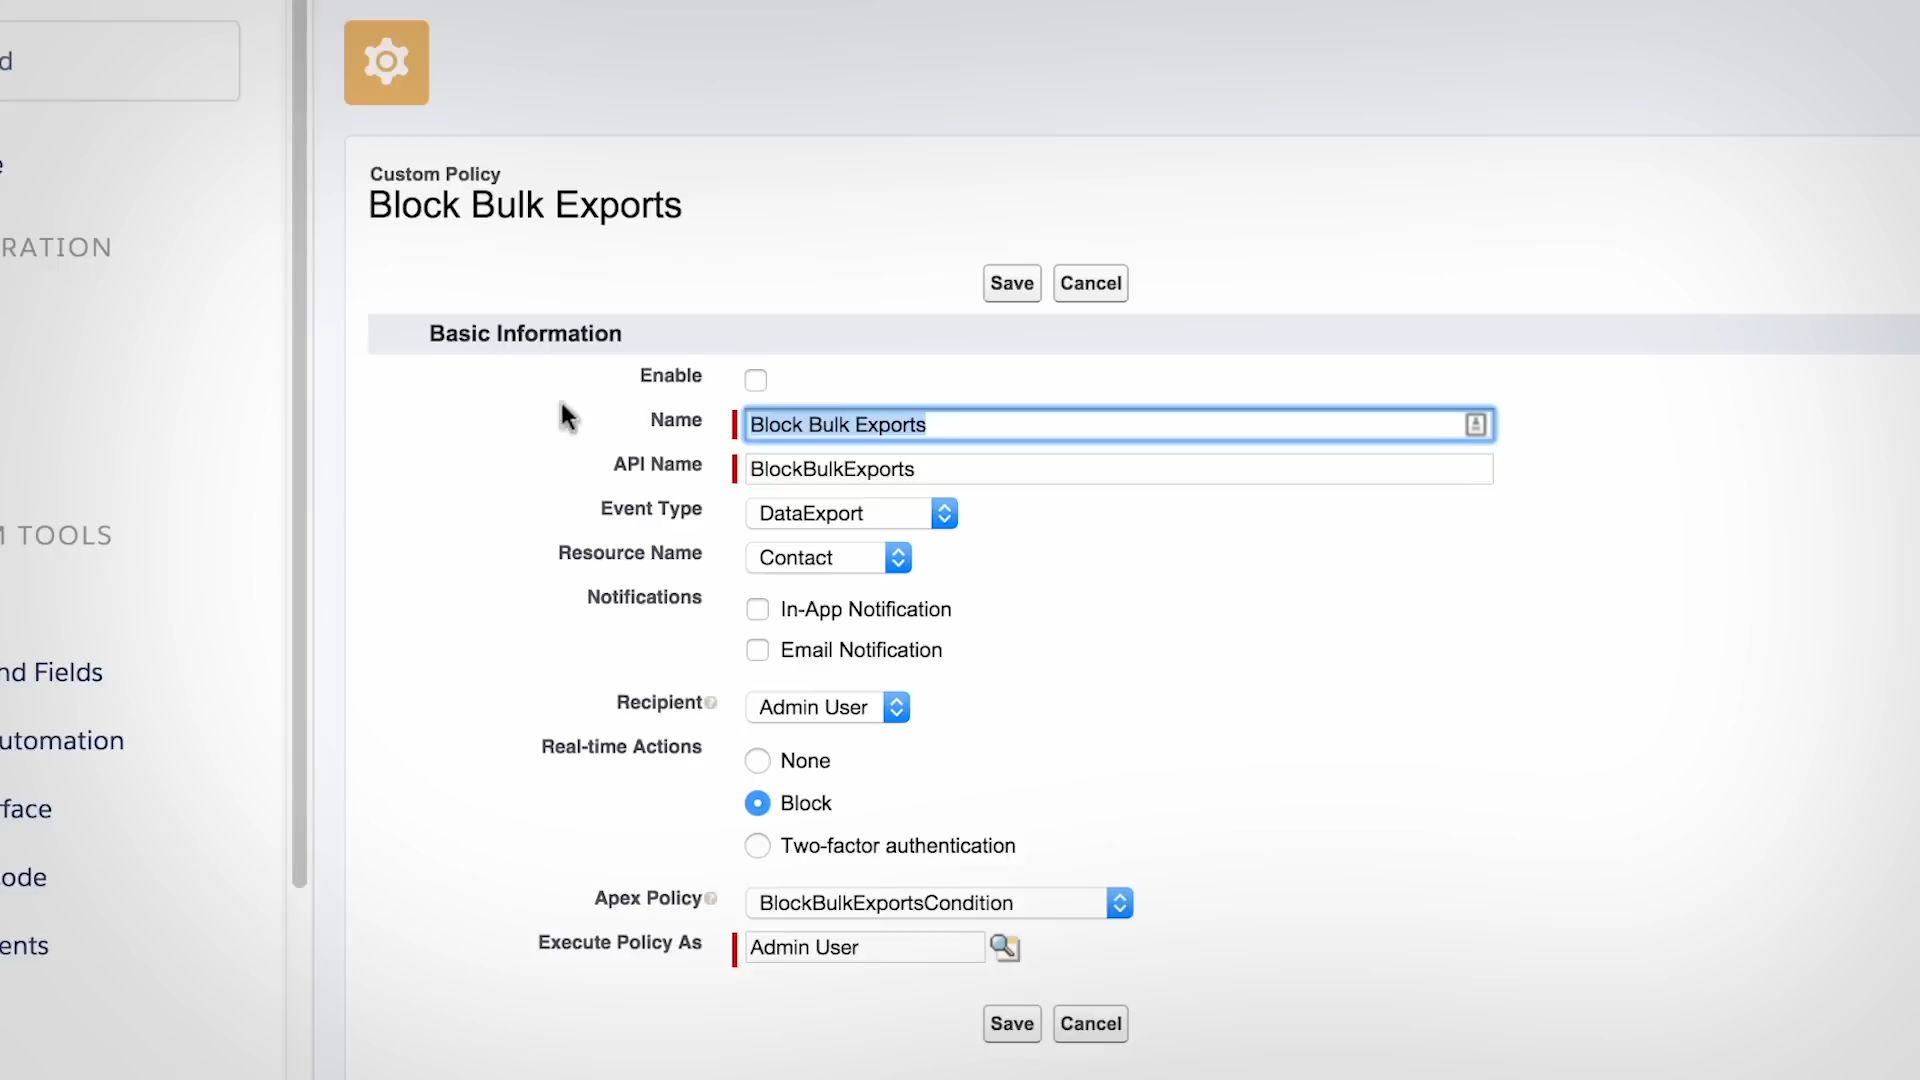 d
e
RATION
TOOLS
nd Fields
utomation
rface
ode
ents
Custom Policy
Block Bulk Exports
Save Cancel
Basic Information
Enable
Name Block Bulk Exports
API Name BlockBulkExports
Event Type DataExport
Resource Name Contact
Notifications In-App Notification
Email Notification
Recipient Admin User
Real-time Actions None
Block
Two-factor authentication
Apex Policy BlockBulkExportsCondition
Execute Policy As Admin User
Save Cancel